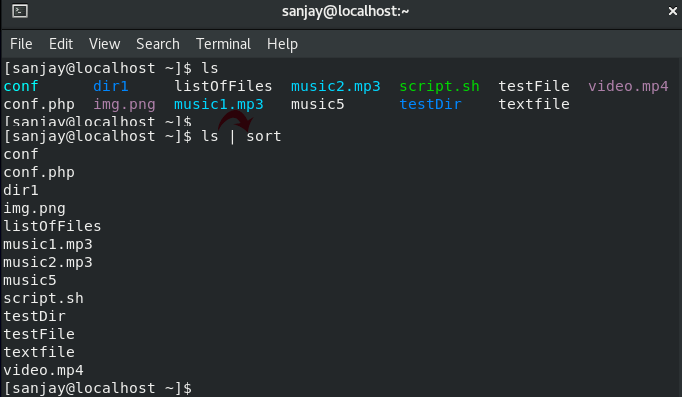 sanjay@localhost:~
File Edit View Search Terminal Help
[sanjay@localhost ~]$ ls
conf dir1 listOfFiles music2.mp3 script.sh testFile video.mp4
conf.php img.png music1.mp3 music5 testDir textfile
[sanjay@localhost ~]$
[sanjay@localhost ~]$ ls | sort
conf
conf.php
dir1
img.png
listOfFiles
music1.mp3
music2.mp3
music5
script.sh
testDir
testFile
textfile
video.mp4
[sanjay@localhost ~]$